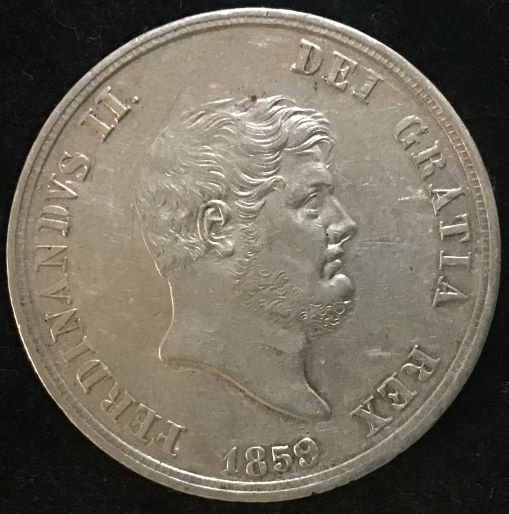 FERDINANDVS II. DEI GRATIA REX
1859